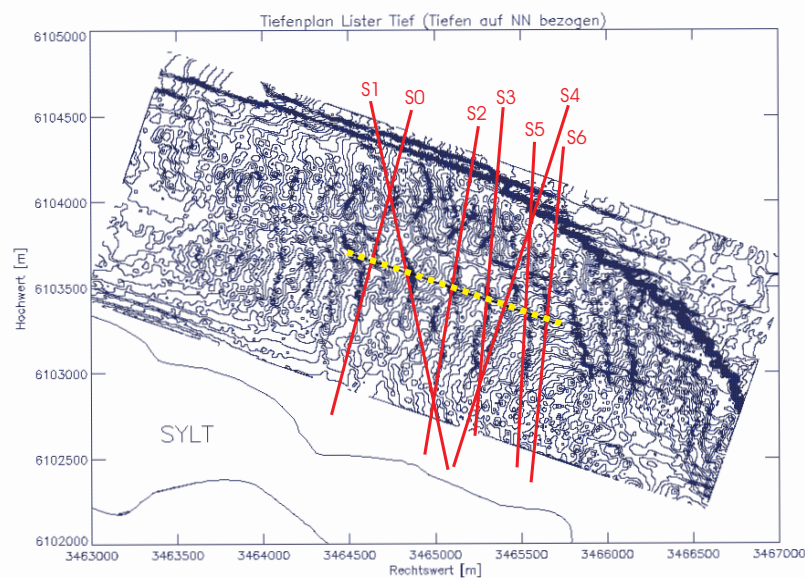 Tiefenplan Lister Tief (Tiefen auf NN bezogen)
6105000
S1
S0
S2
S3
S4
S5
S6
6104500
6104000
Hochwert [m]
6103500
6103000
SYLT
6102500
6102000
3463000
3463500
3464000
3464500
3465000
3465500
3466000
3466500
3467000
Rechtswert [m]